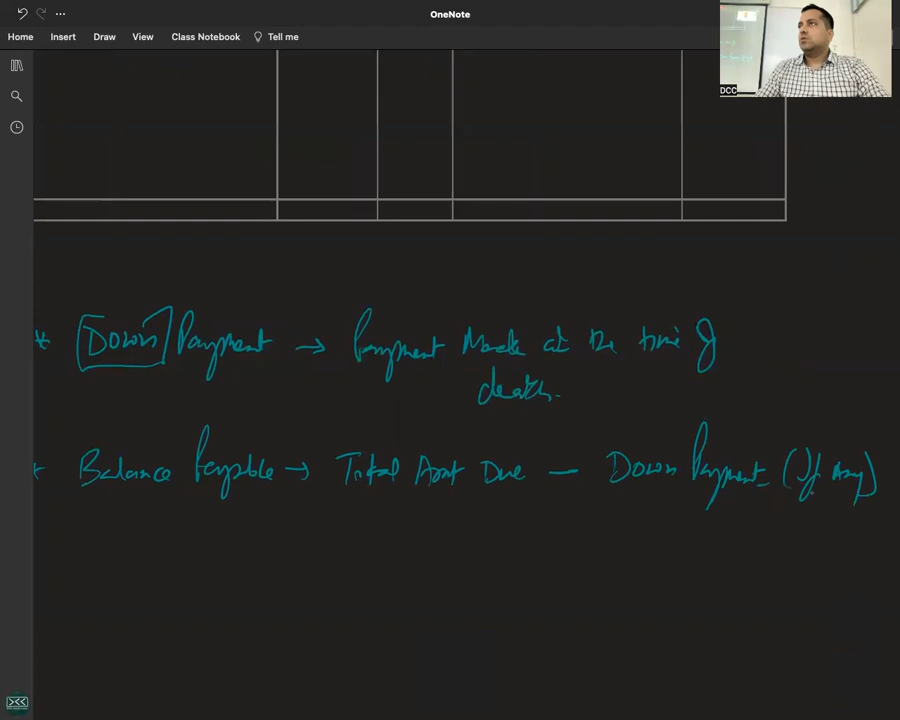 OneNote
Home Insert Draw View Class Notebook Tell me
DCC
* Down Payment → Payment Made at the time of
death.
* Balance Payable → Total Amt Due — Down Payment (If Any)